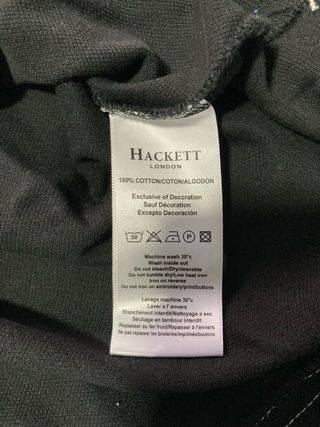 HACKETT
LONDON
100% COTTON/COTON/ALGODON
Exclusive of Decoration
Sauf Décoration
Excepto Decoración
30 P
Machine wash 30°c
Wash inside out
Do not bleach/Drycleanable
Do not tumble dry/Low heat iron
Iron on reverse
Do not iron on embroidery/print/buttons
Lavage machine 30°c
Laver à l'envers
Blanchiment interdit/Nettoyage a sec
Séchage en tambour interdit
Repasser au fer froid/Repasser à l'envers
Ne pas repasser les broderies/imprimés/boutons